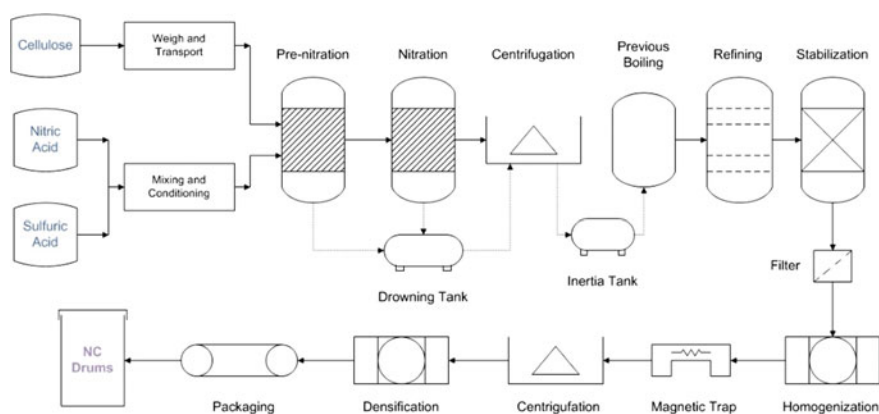 Cellulose
Weigh and
Transport
Pre-nitration
Nitration
Centrifugation
Previous
Boiling
Refining
Stabilization
Nitric
Acid
Mixing and
Conditioning
Sulfuric
Acid
Drowning Tank
Inertia Tank
Filter
NC
Drums
Packaging
Densification
Centrigufation
Magnetic Trap
Homogenization